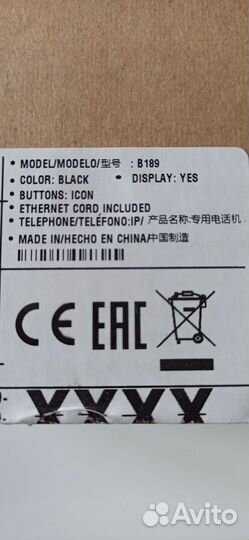 • MODEL/MODELO/型号 : B189
• COLOR: BLACK • DISPLAY: YES
• BUTTONS: ICON
• ETHERNET CORD INCLUDED
• TELEPHONE/TELÉFONO:IP/ 产品名称:专用电话机
• MADE IN/HECHO EN CHINA/中国制造
CE EAC
XXXX
Avito